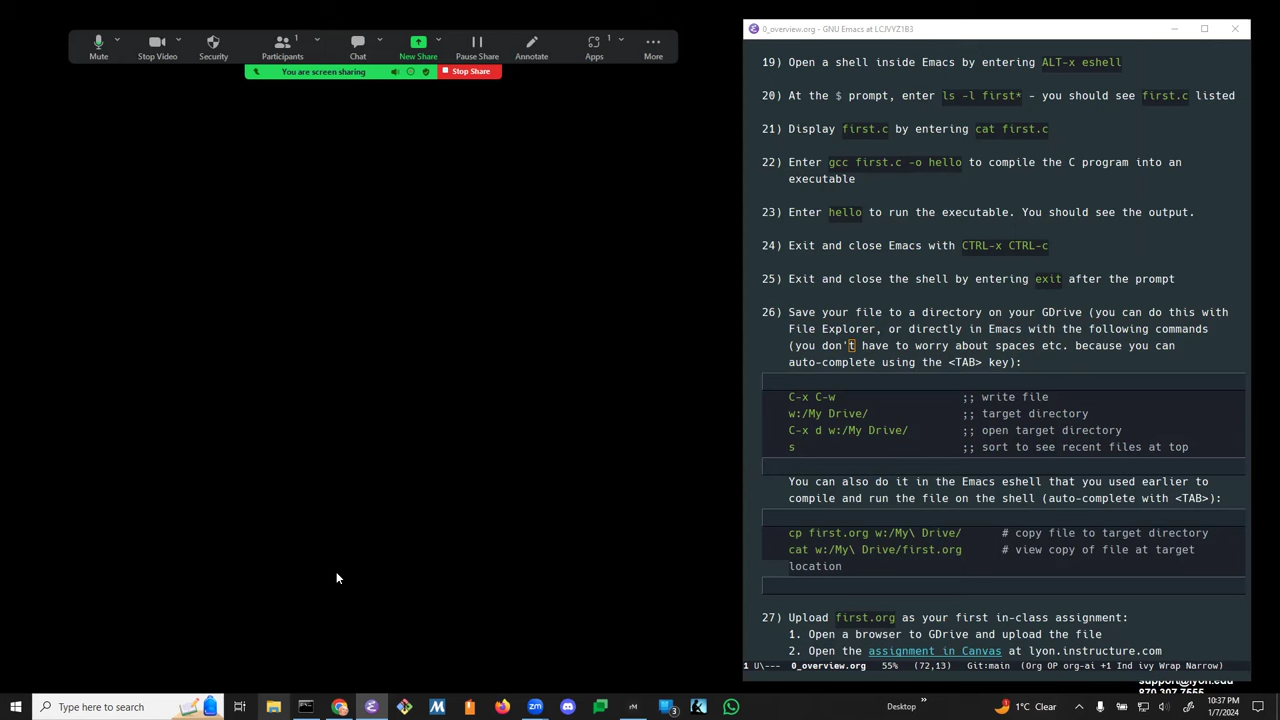 0_overview.org - GNU Emacs at LCJVYZ1B3
Mute
Stop Video
Security
1
Participants
Chat
New Share
Pause Share
Annotate
1
Apps
More
You are screen sharing
Stop Share
19) Open a shell inside Emacs by entering ALT-x eshell
20) At the $ prompt, enter ls -l first* - you should see first.c listed
21) Display first.c by entering cat first.c
22) Enter gcc first.c -o hello to compile the C program into an
executable
23) Enter hello to run the executable. You should see the output.
24) Exit and close Emacs with CTRL-x CTRL-c
25) Exit and close the shell by entering exit after the prompt
26) Save your file to a directory on your GDrive (you can do this with
File Explorer, or directly in Emacs with the following commands
(you don't have to worry about spaces etc. because you can
auto-complete using the <TAB> key):
C-x C-w ;; write file
w:/My Drive/ ;; target directory
C-x d w:/My Drive/ ;; open target directory
s ;; sort to see recent files at top
You can also do it in the Emacs eshell that you used earlier to
compile and run the file on the shell (auto-complete with <TAB>):
cp first.org w:/My\ Drive/ # copy file to target directory
cat w:/My\ Drive/first.org # view copy of file at target
location
27) Upload first.org as your first in-class assignment:
1. Open a browser to GDrive and upload the file
2. Open the assignment in Canvas at lyon.instructure.com
1 U\--- 0_overview.org 55% (72,13) Git:main (Org OP org-ai +1 Ind ivy Wrap Narrow)
support@lyon.edu
870.307.7555
Type here to search
3
Desktop
»
1°C Clear
10:37 PM
1/7/2024